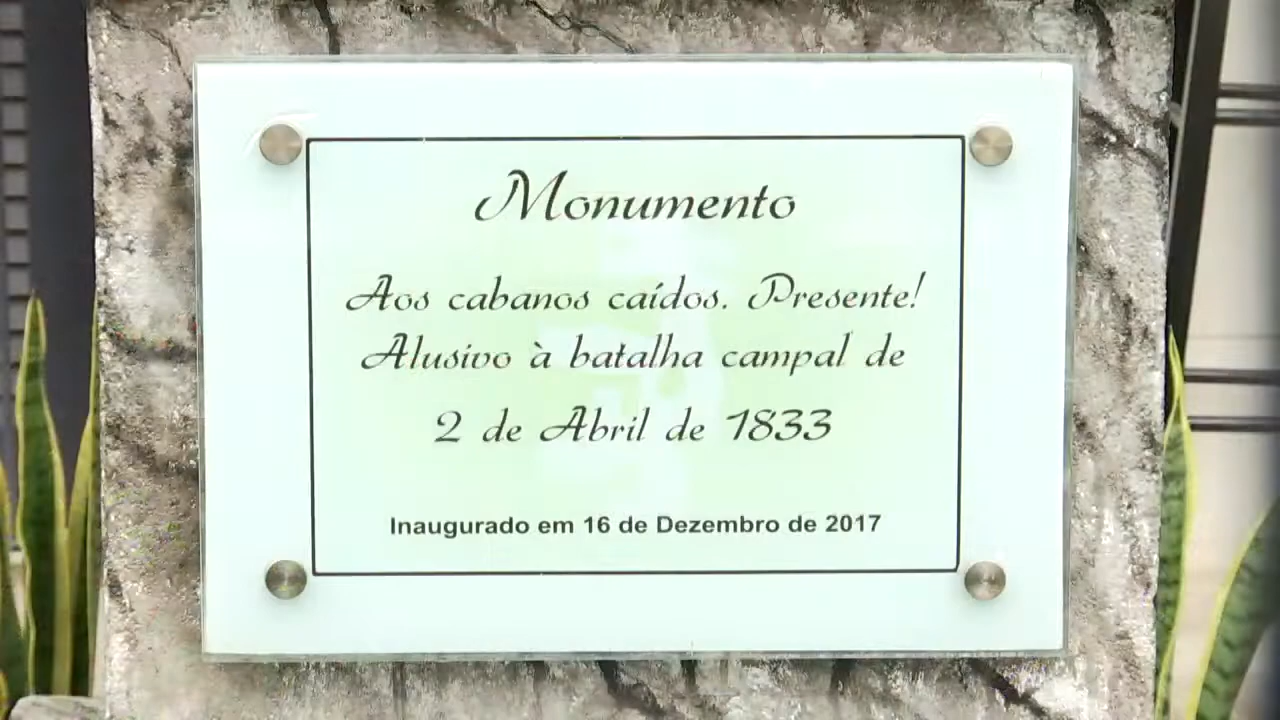 Monumento
Aos cabanos caídos. Presente!
Alusivo à batalha campal de
2 de Abril de 1833
Inaugurado em 16 de Dezembro de 2017